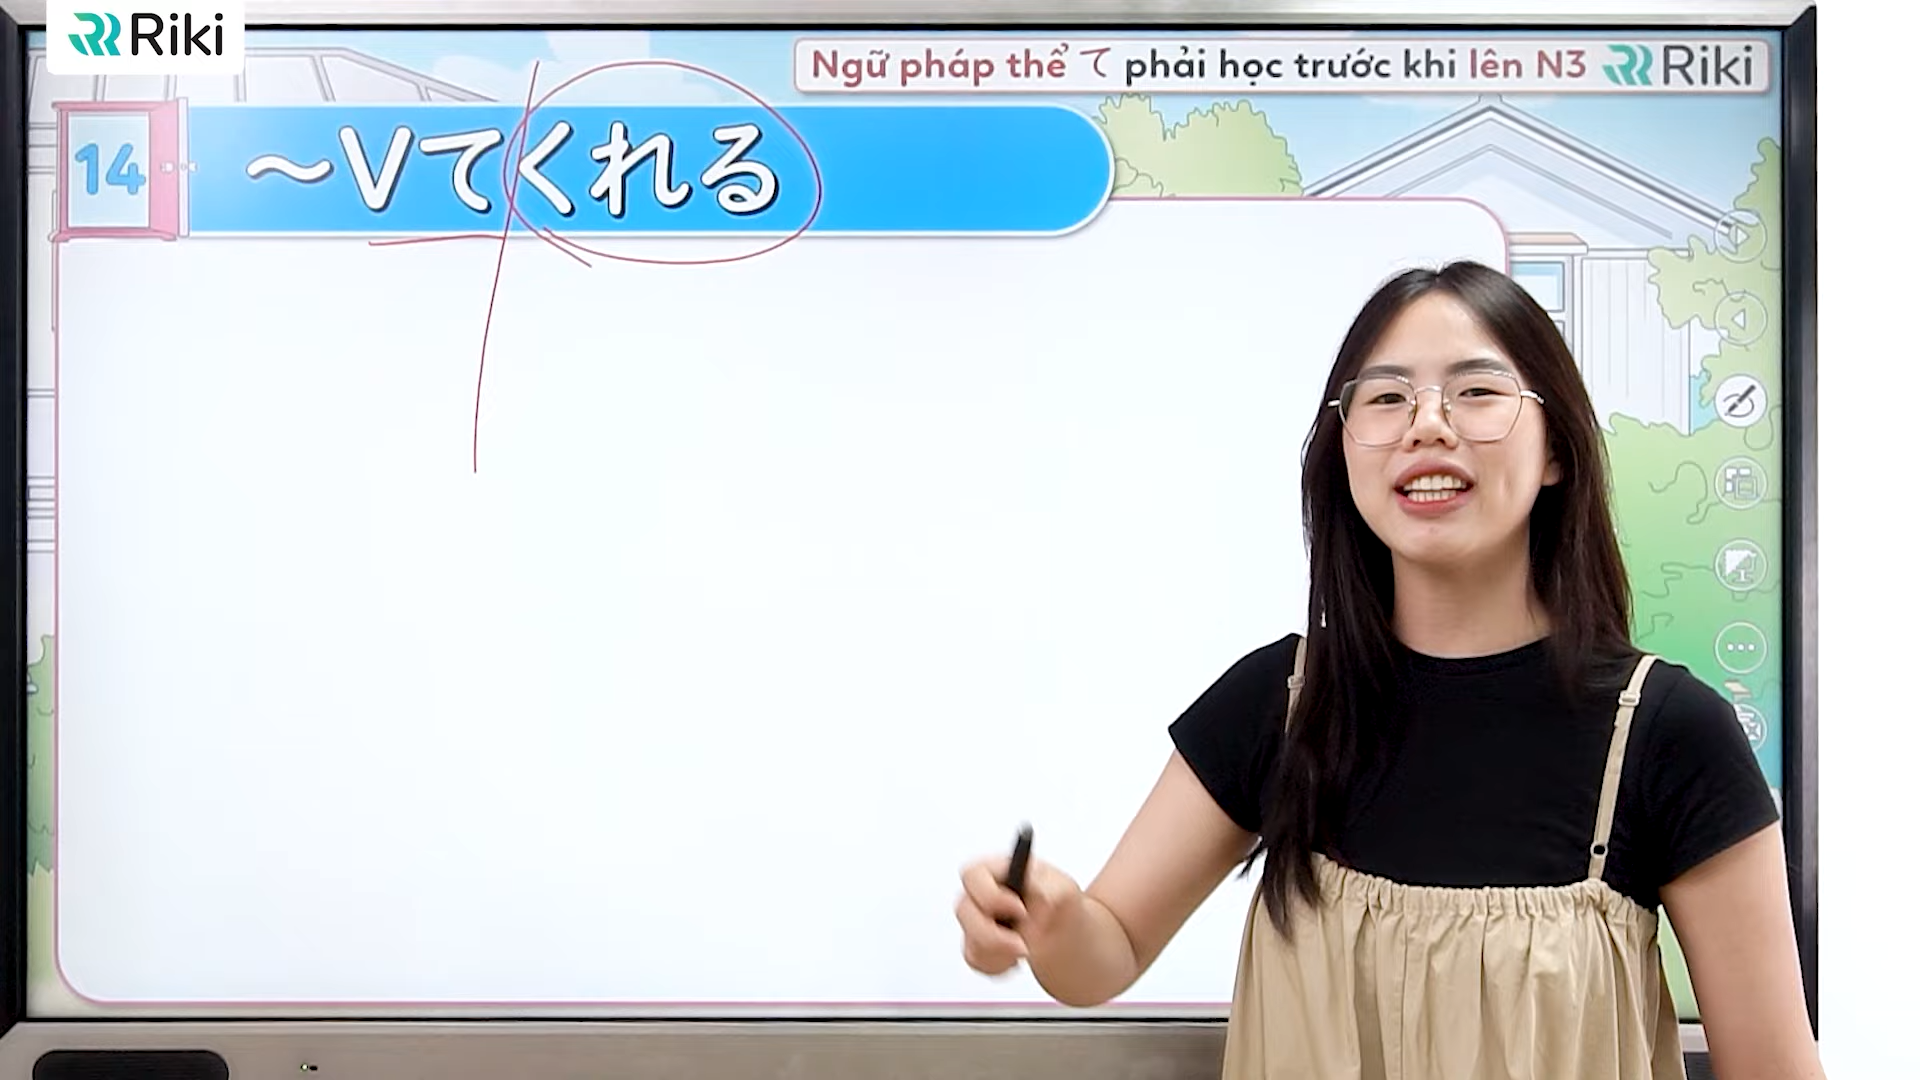 Riki
Ngữ pháp thể て phải học trước khi lên N3 Riki
14 ～Vてくれる